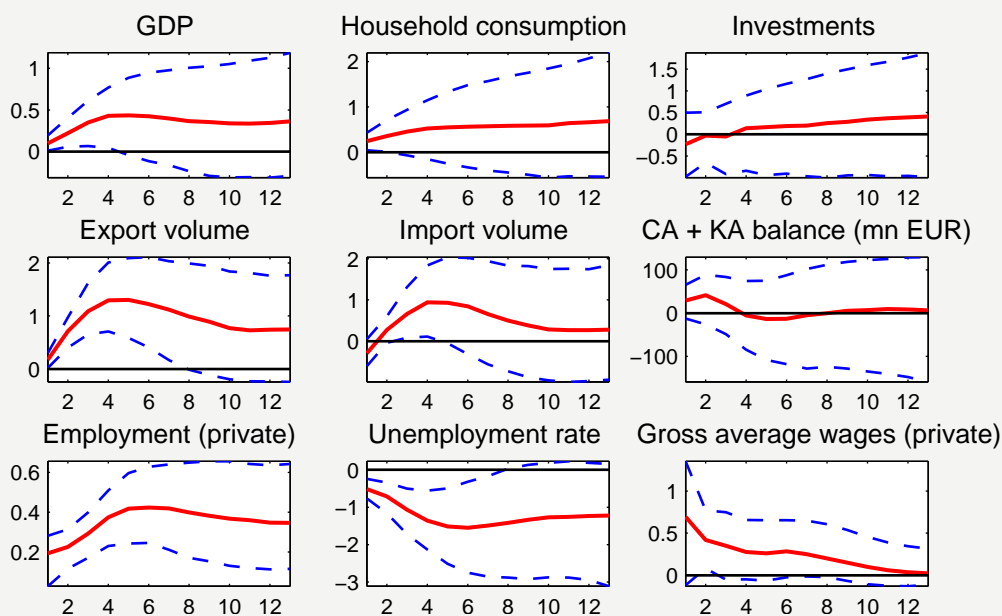 GDP
Household consumption
Investments
1
0.5
0
2 4 6 8 10 12
2
1
0
2 4 6 8 10 12
1.5
1
0.5
0
−0.5
2 4 6 8 10 12
Export volume
Import volume
CA + KA balance (mn EUR)
2
1
0
2 4 6 8 10 12
2
1
0
2 4 6 8 10 12
100
0
−100
2 4 6 8 10 12
Employment (private)
Unemployment rate
Gross average wages (private)
0.6
0.4
0.2
2 4 6 8 10 12
0
−1
−2
−3
2 4 6 8 10 12
1
0.5
0
2 4 6 8 10 12